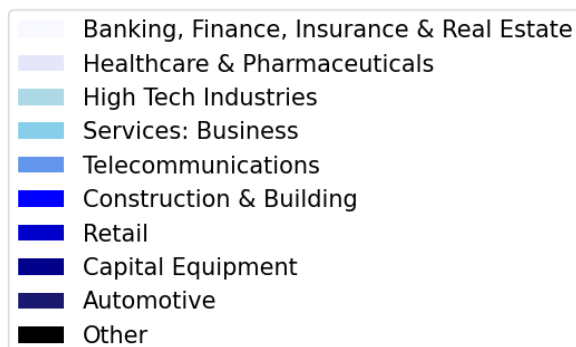 Banking, Finance, Insurance & Real Estate
Healthcare & Pharmaceuticals
High Tech Industries
Services: Business
Telecommunications
Construction & Building
Retail
Capital Equipment
Automotive
Other